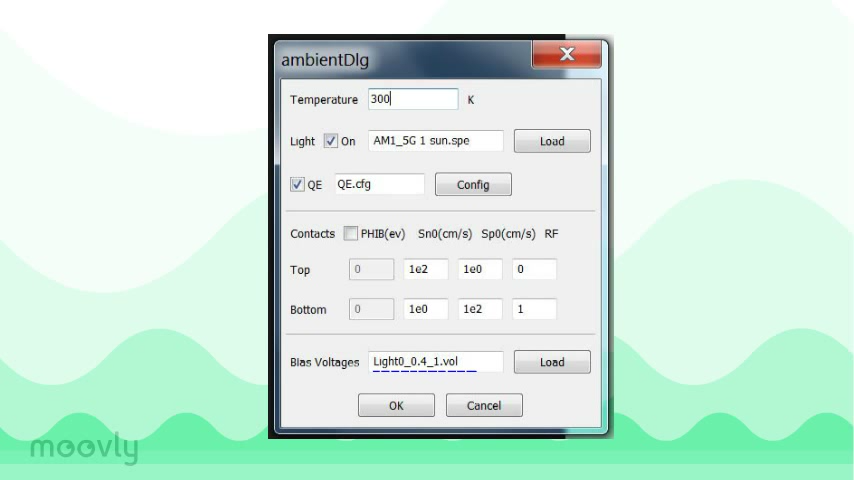 ambientDlg
Temperature 300 K
Light On AM1_5G 1 sun.spe Load
QE QE.cfg Config
Contacts PHIB(ev) Sn0(cm/s) Sp0(cm/s) RF
Top 0 1e2 1e0 0
Bottom 0 1e0 1e2 1
Bias Voltages Light0_0.4_1.vol Load
OK Cancel
moovly